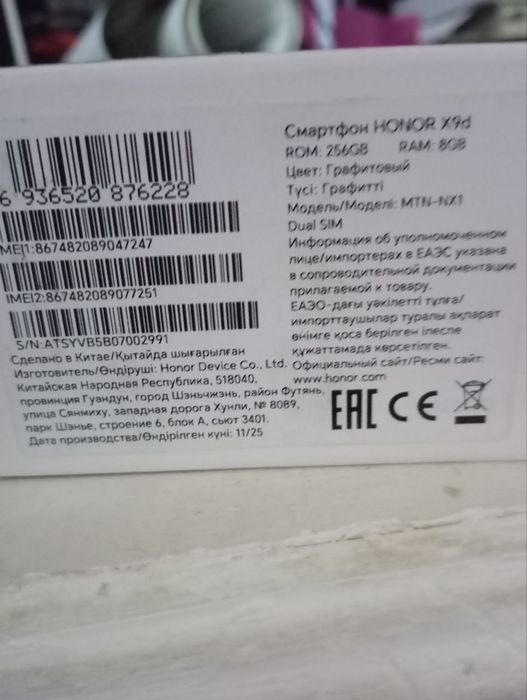 6 936520 876228
IMEI1:867482089047247
IMEI2:867482089077251
S/N:ATSYVB5B07002991
Сделано в Китае/Қытайда шығарылған
Изготовитель/Өндіруші: Honor Device Co., Ltd.
Китайская Народная Республика, 518040,
провинция Гуандун, город Шэньчжэнь, район Футянь,
улица Сянмиху, западная дорога Хунли, № 8089,
парк Шэнье, строение 6, блок А, сьют 3401.
Дата производства/Өндірілген күні: 11/25
Смартфон HONOR X9d
ROM: 256GB RAM: 8GB
Цвет: Графитовый
Түсі: Графитті
Модель/Моделі: MTN-NX1
Dual SIM
Информация об уполномоченном
лице/импортерах в ЕАЭС указана
в сопроводительной документации
прилагаемой к товару.
ЕАЭО-дағы уәкілетті тұлға/
импорттаушылар туралы ақпарат
өнімге қоса берілген ілеспе
құжаттамада көрсетілген.
Официальный сайт/Ресми сайт:
www.honor.com
EAC CE